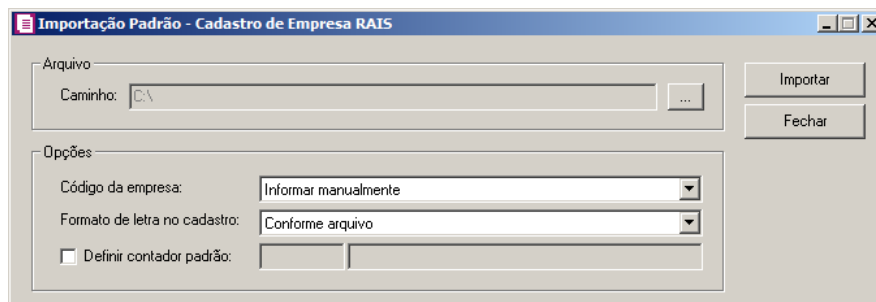 Importação Padrão - Cadastro de Empresa RAIS
Arquivo
Caminho: C:\ ...
Importar
Fechar
Opções
Código da empresa: Informar manualmente
Formato de letra no cadastro: Conforme arquivo
Definir contador padrão: